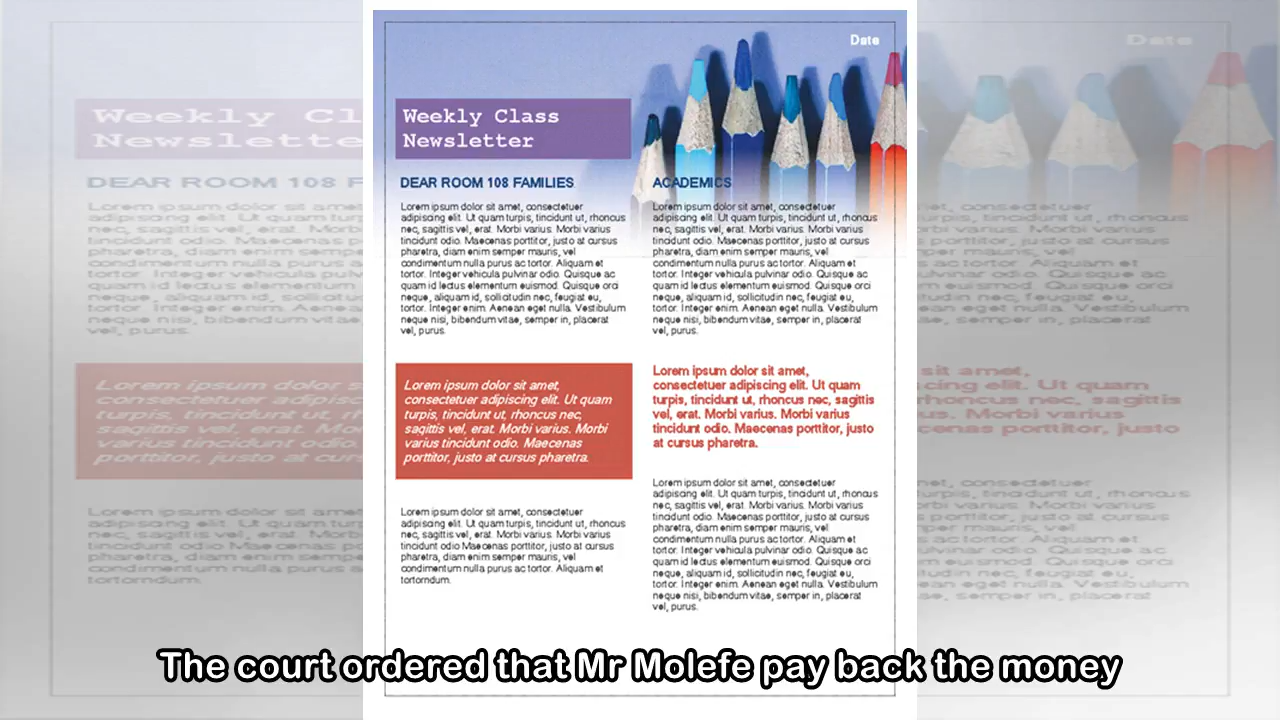 Date
Weekly Class
Newsletter
DEAR ROOM 108 FAMILIES
Lorem ipsum dolor sit amet, consectetuer
adipiscing elit. Ut quam turpis, tincidunt ut, rhoncus
nec, sagittis vel, erat. Morbi varius. Morbi varius
tincidunt odio. Maecenas porttitor, justo at cursus
pharetra, diam enim semper mauris, vel
condimentum nulla purus ac tortor. Aliquam et
tortor. Integer vehicula pulvinar odio. Quisque ac
quam id lectus elementum euismod. Quisque orci
neque, aliquam id, sollicitudin nec, feugiat eu,
tortor. Integer enim. Aenean eget nulla. Vestibulum
neque nisi, bibendum vitae, semper in, placerat
vel, purus.
Lorem ipsum dolor sit amet,
consectetuer adipiscing elit. Ut quam
turpis, tincidunt ut, rhoncus nec,
sagittis vel, erat. Morbi varius. Morbi
varius tincidunt odio. Maecenas
porttitor, justo at cursus pharetra.
Lorem ipsum dolor sit amet, consectetuer
adipiscing elit. Ut quam turpis, tincidunt ut, rhoncus
nec, sagittis vel, erat. Morbi varius. Morbi varius
tincidunt odio Maecenas porttitor, justo at cursus
pharetra, diam enim semper mauris, vel
condimentum nulla purus ac tortor. Aliquam et
tortorndum.
ACADEMICS
Lorem ipsum dolor sit amet, consectetuer
adipiscing elit. Ut quam turpis, tincidunt ut, rhoncus
nec, sagittis vel, erat. Morbi varius. Morbi varius
tincidunt odio. Maecenas porttitor, justo at cursus
pharetra, diam enim semper mauris, vel
condimentum nulla purus ac tortor. Aliquam et
tortor. Integer vehicula pulvinar odio. Quisque ac
quam id lectus elementum euismod. Quisque orci
neque, aliquam id, sollicitudin nec, feugiat eu,
tortor. Integer enim. Aenean eget nulla. Vestibulum
neque nisi, bibendum vitae, semper in, placerat
vel, purus.
Lorem ipsum dolor sit amet,
consectetuer adipiscing elit. Ut quam
turpis, tincidunt ut, rhoncus nec, sagittis
vel, erat. Morbi varius. Morbi varius
tincidunt odio. Maecenas porttitor, justo
at cursus pharetra.
Lorem ipsum dolor sit amet, consectetuer
adipiscing elit. Ut quam turpis, tincidunt ut, rhoncus
nec, sagittis vel, erat. Morbi varius. Morbi varius
tincidunt odio. Maecenas porttitor, justo at cursus
pharetra, diam enim semper mauris, vel
condimentum nulla purus ac tortor. Aliquam et
tortor. Integer vehicula pulvinar odio. Quisque ac
quam id lectus elementum euismod. Quisque orci
neque, aliquam id, sollicitudin nec, feugiat eu,
tortor. Integer enim. Aenean eget nulla. Vestibulum
neque nisi, bibendum vitae, semper in, placerat
vel, purus.
The court ordered that Mr Molefe pay back the money